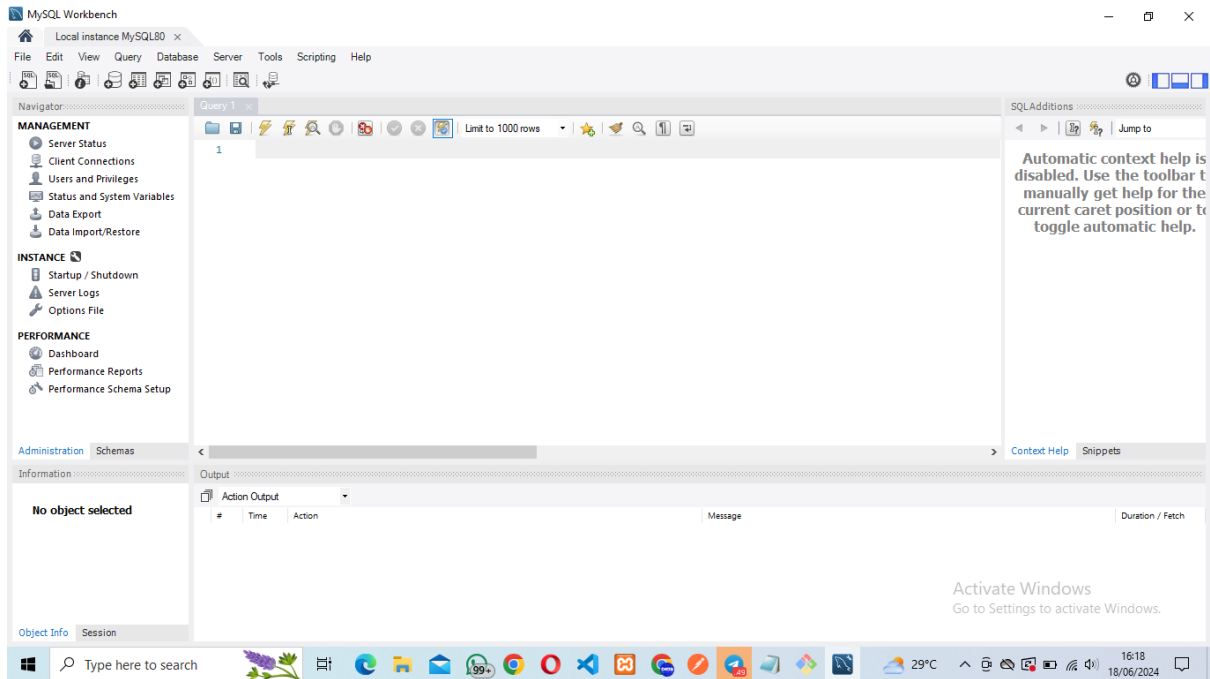 MySQL Workbench
Local instance MySQL80
File Edit View Query Database Server Tools Scripting Help
Navigator
MANAGEMENT
Server Status
Client Connections
Users and Privileges
Status and System Variables
Data Export
Data Import/Restore
INSTANCE
Startup / Shutdown
Server Logs
Options File
PERFORMANCE
Dashboard
Performance Reports
Performance Schema Setup
Administration Schemas
Query 1
Limit to 1000 rows
1
SQLAdditions
Jump to
Automatic context help is
disabled. Use the toolbar t
manually get help for the
current caret position or to
toggle automatic help.
Context Help Snippets
Information
No object selected
Object Info Session
Output
Action Output
# Time Action Message Duration / Fetch
Activate Windows
Go to Settings to activate Windows.
Type here to search
99+
29°C
16:18
18/06/2024